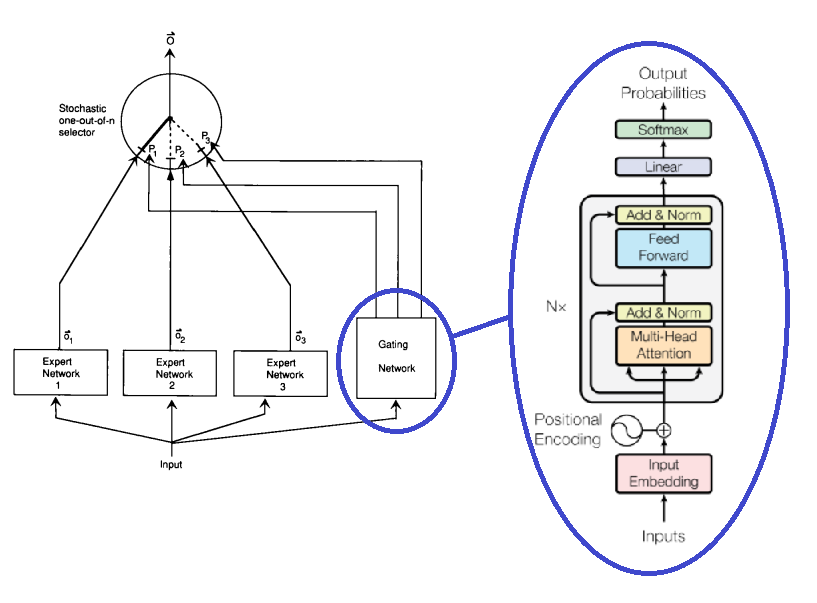 o⃗
Stochastic
one-out-of-n
selector
P₁
P₂
P₃
o⃗₁
o⃗₂
o⃗₃
Expert
Network
1
Expert
Network
2
Expert
Network
3
Gating
Network
Input
Output
Probabilities
Softmax
Linear
Add & Norm
Feed
Forward
Nx
Add & Norm
Multi-Head
Attention
Positional
Encoding
Input
Embedding
Inputs